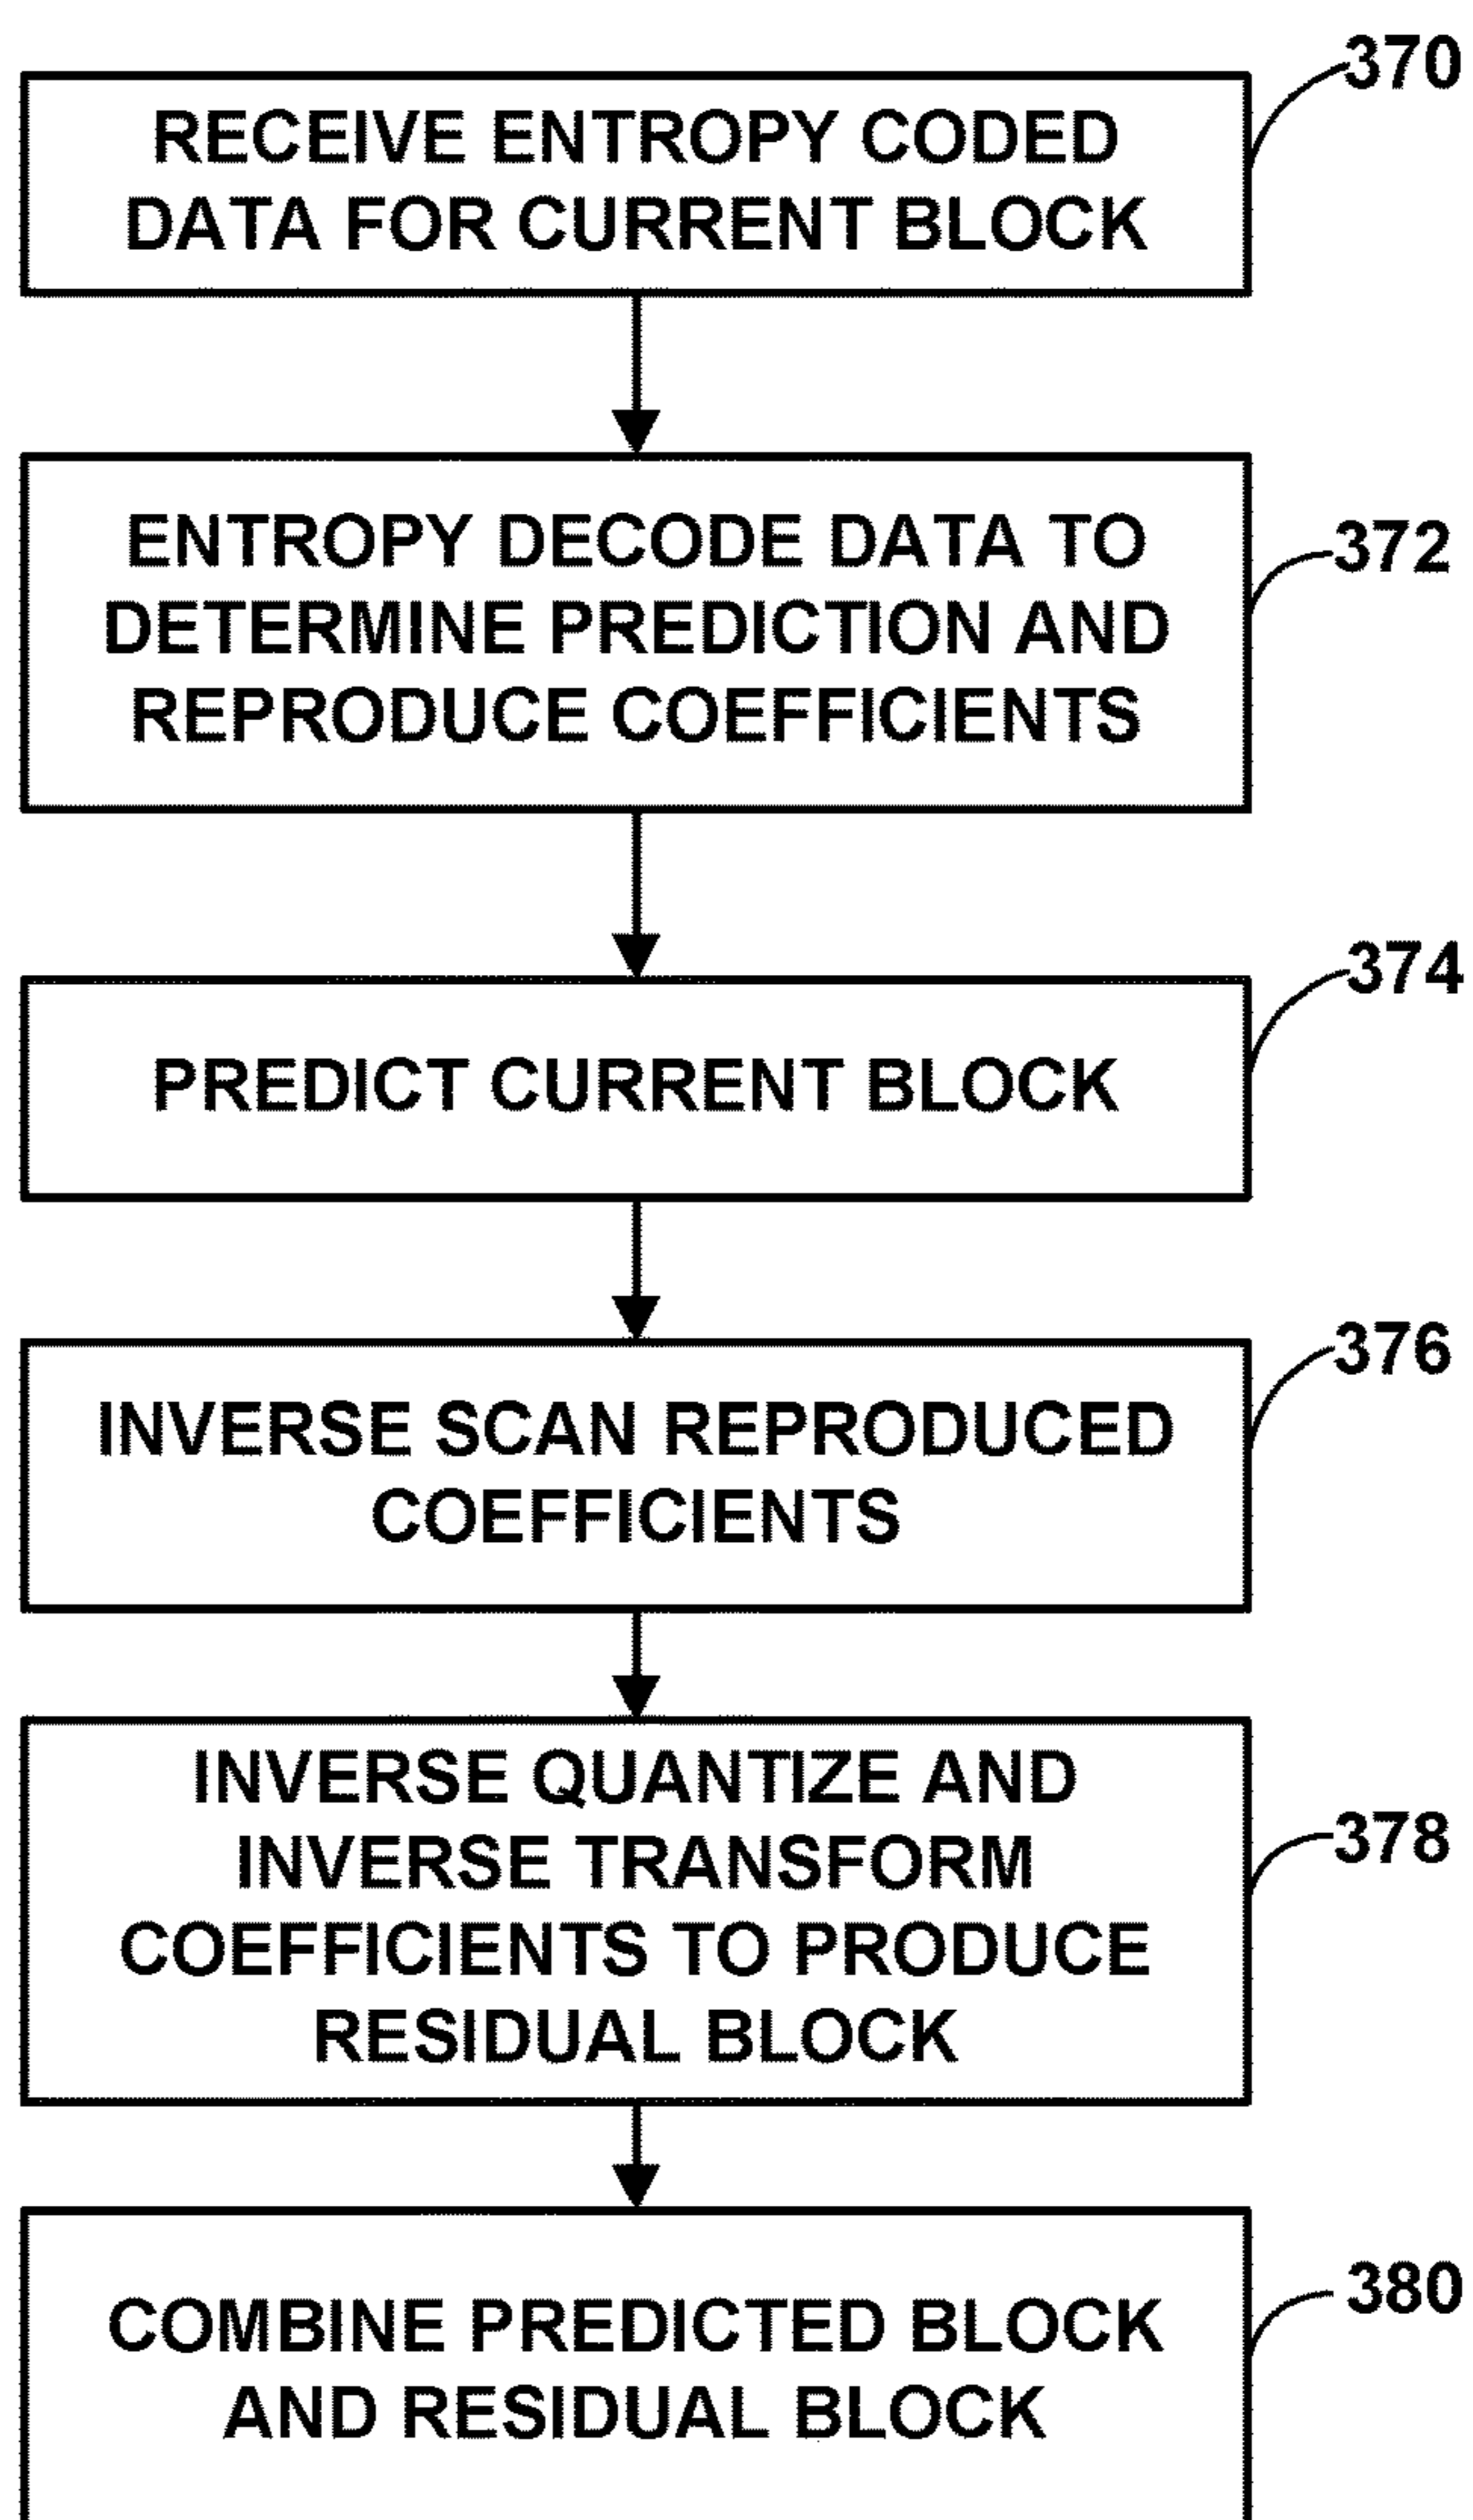 370
RECEIVE ENTROPY CODED
DATA FOR CURRENT BLOCK
372
ENTROPY DECODE DATA TO
DETERMINE PREDICTION AND
REPRODUCE COEFFICIENTS
374
PREDICT CURRENT BLOCK
376
INVERSE SCAN REPRODUCED
COEFFICIENTS
INVERSE QUANTIZE AND
378
INVERSE TRANSFORM
COEFFICIENTS TO PRODUCE
RESIDUAL BLOCK
380
COMBINE PREDICTED BLOCK
AND RESIDUAL BLOCK